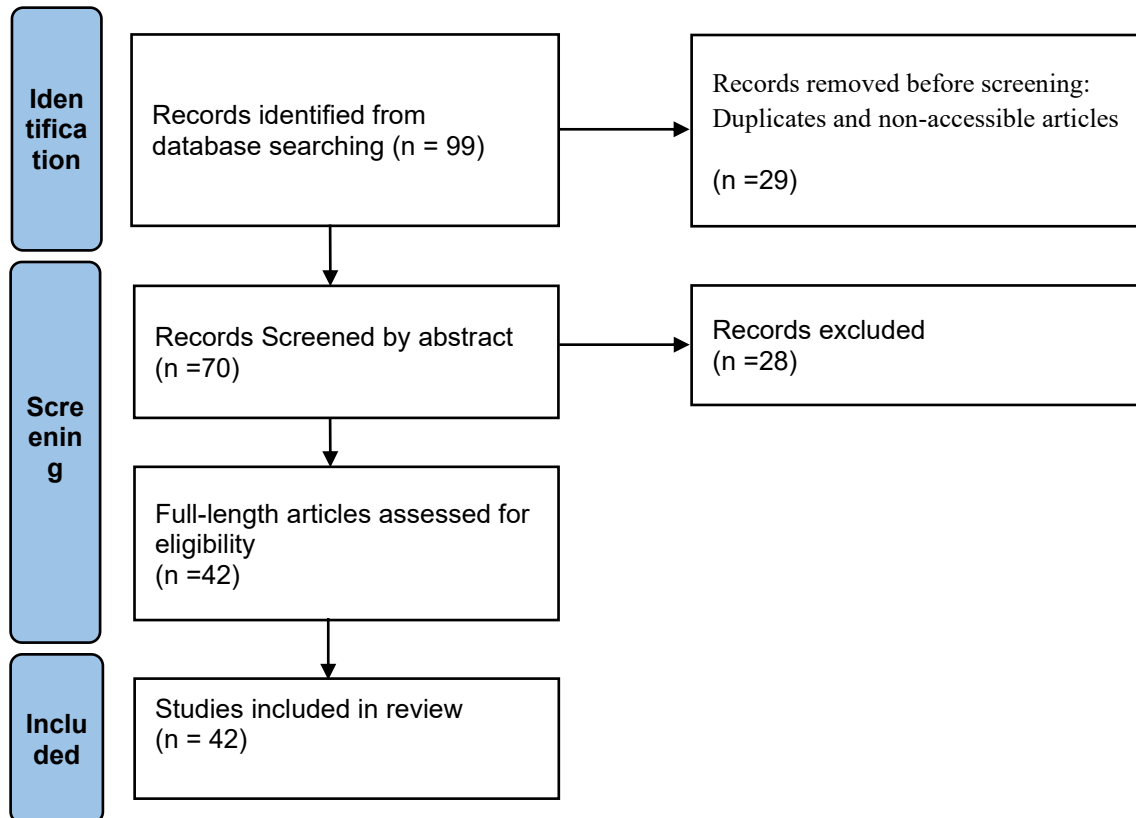 Iden
tifica
tion
Records identified from
database searching (n = 99)
Records removed before screening:
Duplicates and non-accessible articles
(n =29)
Scre
enin
g
Records Screened by abstract
(n =70)
Records excluded
(n =28)
Full-length articles assessed for
eligibility
(n =42)
Inclu
ded
Studies included in review
(n = 42)